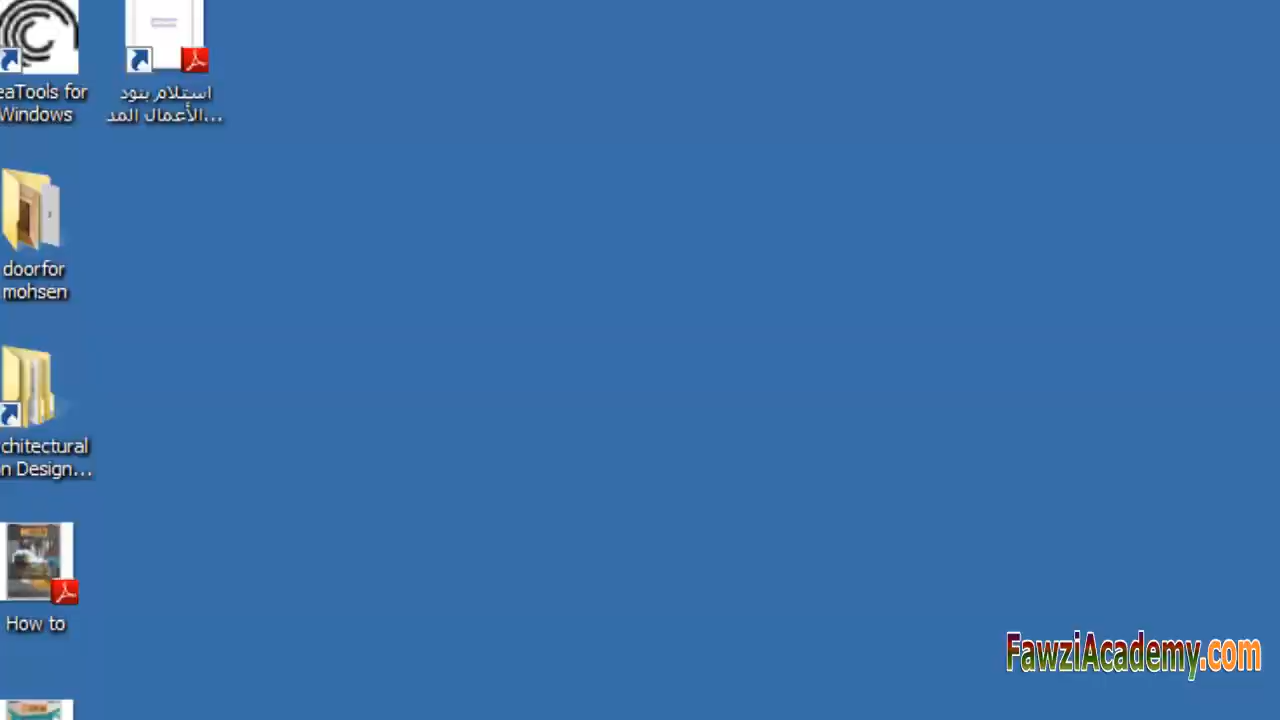 eaTools for
Windows
استلام بنود
الأعمال المد...
doorfor
mohsen
chitectural
n Design...
How to
FawziAcademy.com